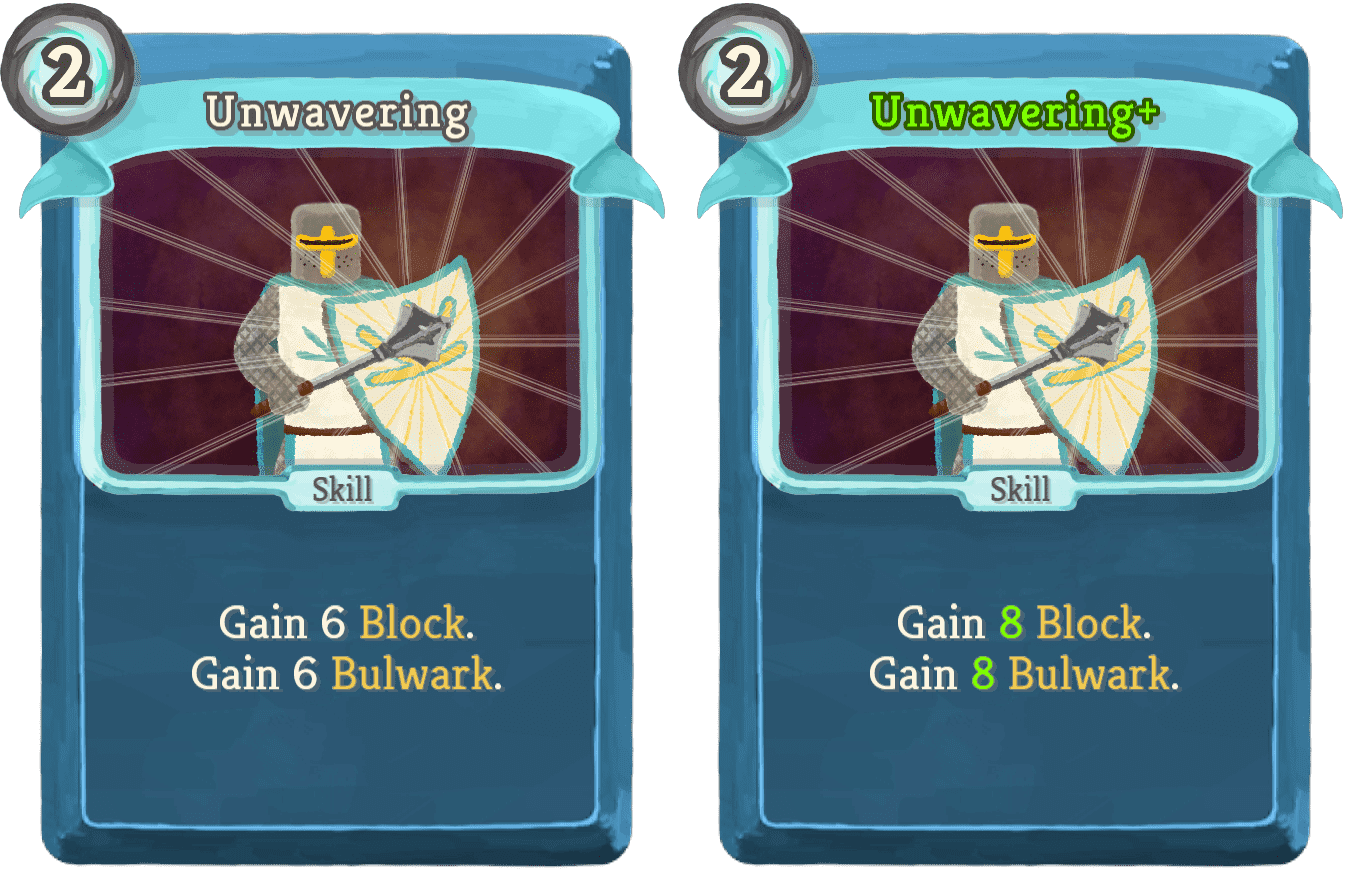 2
Unwavering
Skill
Gain 6 Block.
Gain 6 Bulwark.
2
Unwavering+
Skill
Gain 8 Block.
Gain 8 Bulwark.